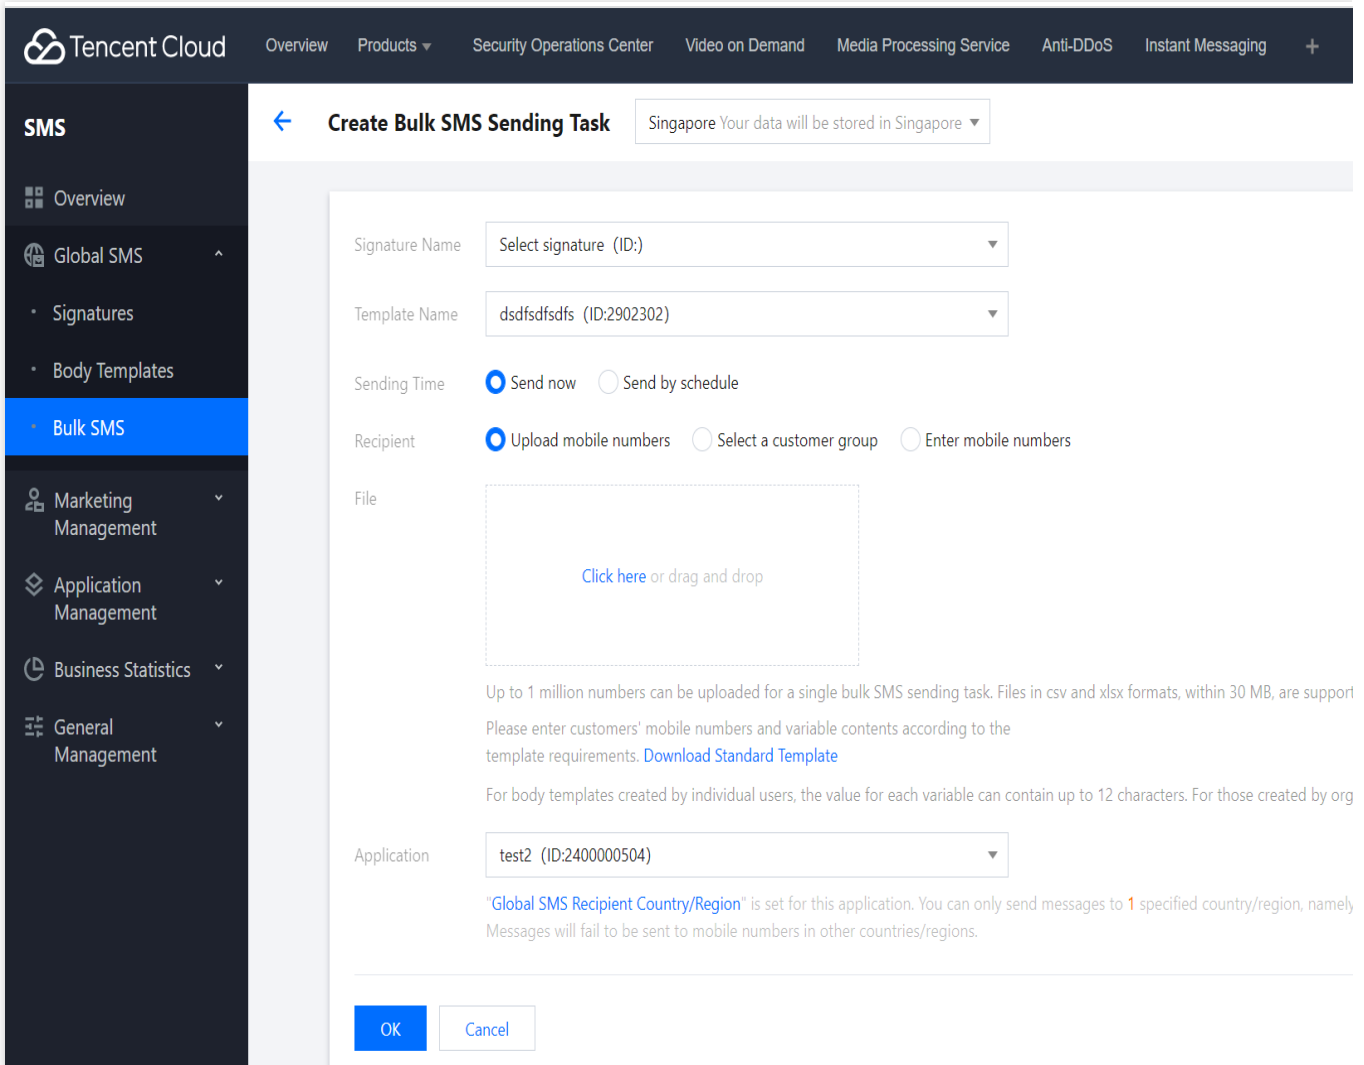 Tencent Cloud
Overview Products Security Operations Center Video on Demand Media Processing Service Anti-DDoS Instant Messaging +
SMS
Create Bulk SMS Sending Task
Singapore Your data will be stored in Singapore
Overview
Global SMS
Signatures
Body Templates
Bulk SMS
Marketing
Management
Application
Management
Business Statistics
General
Management
Signature Name Select signature (ID:)
Template Name dsdfsdfsdfs (ID:2902302)
Sending Time Send now Send by schedule
Recipient Upload mobile numbers Select a customer group Enter mobile numbers
File
Click here or drag and drop
Up to 1 million numbers can be uploaded for a single bulk SMS sending task. Files in csv and xlsx formats, within 30 MB, are support
Please enter customers' mobile numbers and variable contents according to the
template requirements. Download Standard Template
For body templates created by individual users, the value for each variable can contain up to 12 characters. For those created by org
Application test2 (ID:2400000504)
"Global SMS Recipient Country/Region" is set for this application. You can only send messages to 1 specified country/region, namely
Messages will fail to be sent to mobile numbers in other countries/regions.
OK Cancel